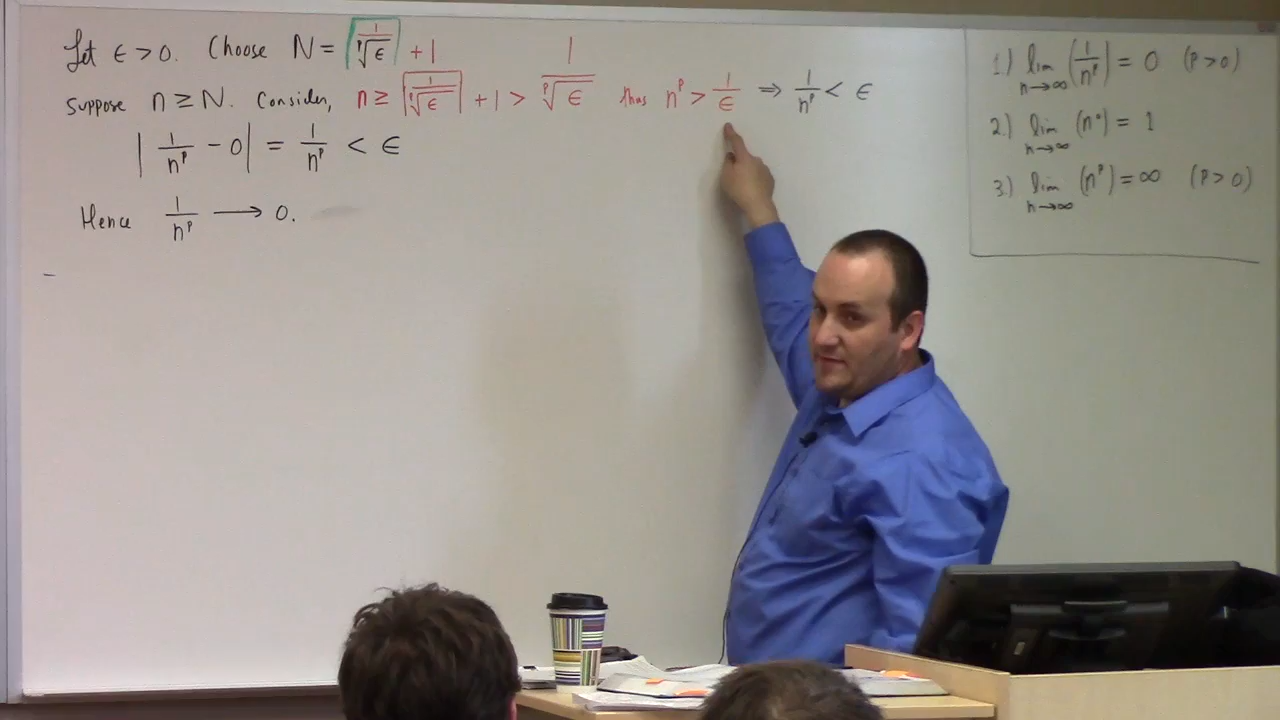 Let ϵ > 0. Choose N = ⌈1/ᵖ√ϵ⌉ + 1
Suppose n ≥ N. Consider, n ≥ ⌈1/ᵖ√ϵ⌉ + 1 > 1/ᵖ√ϵ thus nᵖ > 1/ϵ ⇒ 1/nᵖ < ϵ
|1/nᵖ − 0| = 1/nᵖ < ϵ
Hence 1/nᵖ ⟶ 0.
1) lim n→∞ (1/nᵖ) = 0 (p > 0)
2.) lim n→∞ (n⁰) = 1
3.) lim n→∞ (nᵖ) = ∞ (p > 0)